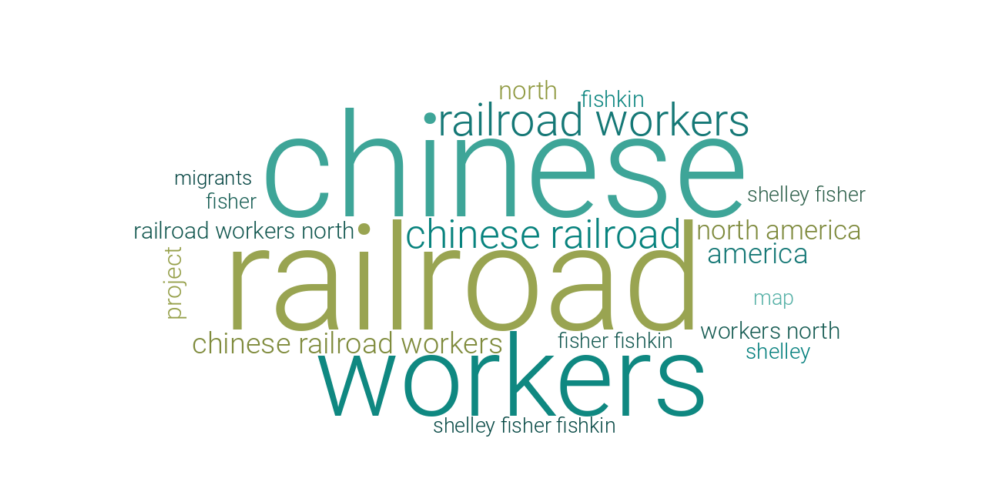 north
fishkin
railroad workers
chinese
migrants
shelley fisher
fisher
railroad workers north
chinese railroad
north america
america
railroad
project
map
workers north
chinese railroad workers
fisher fishkin
shelley
workers
shelley fisher fishkin